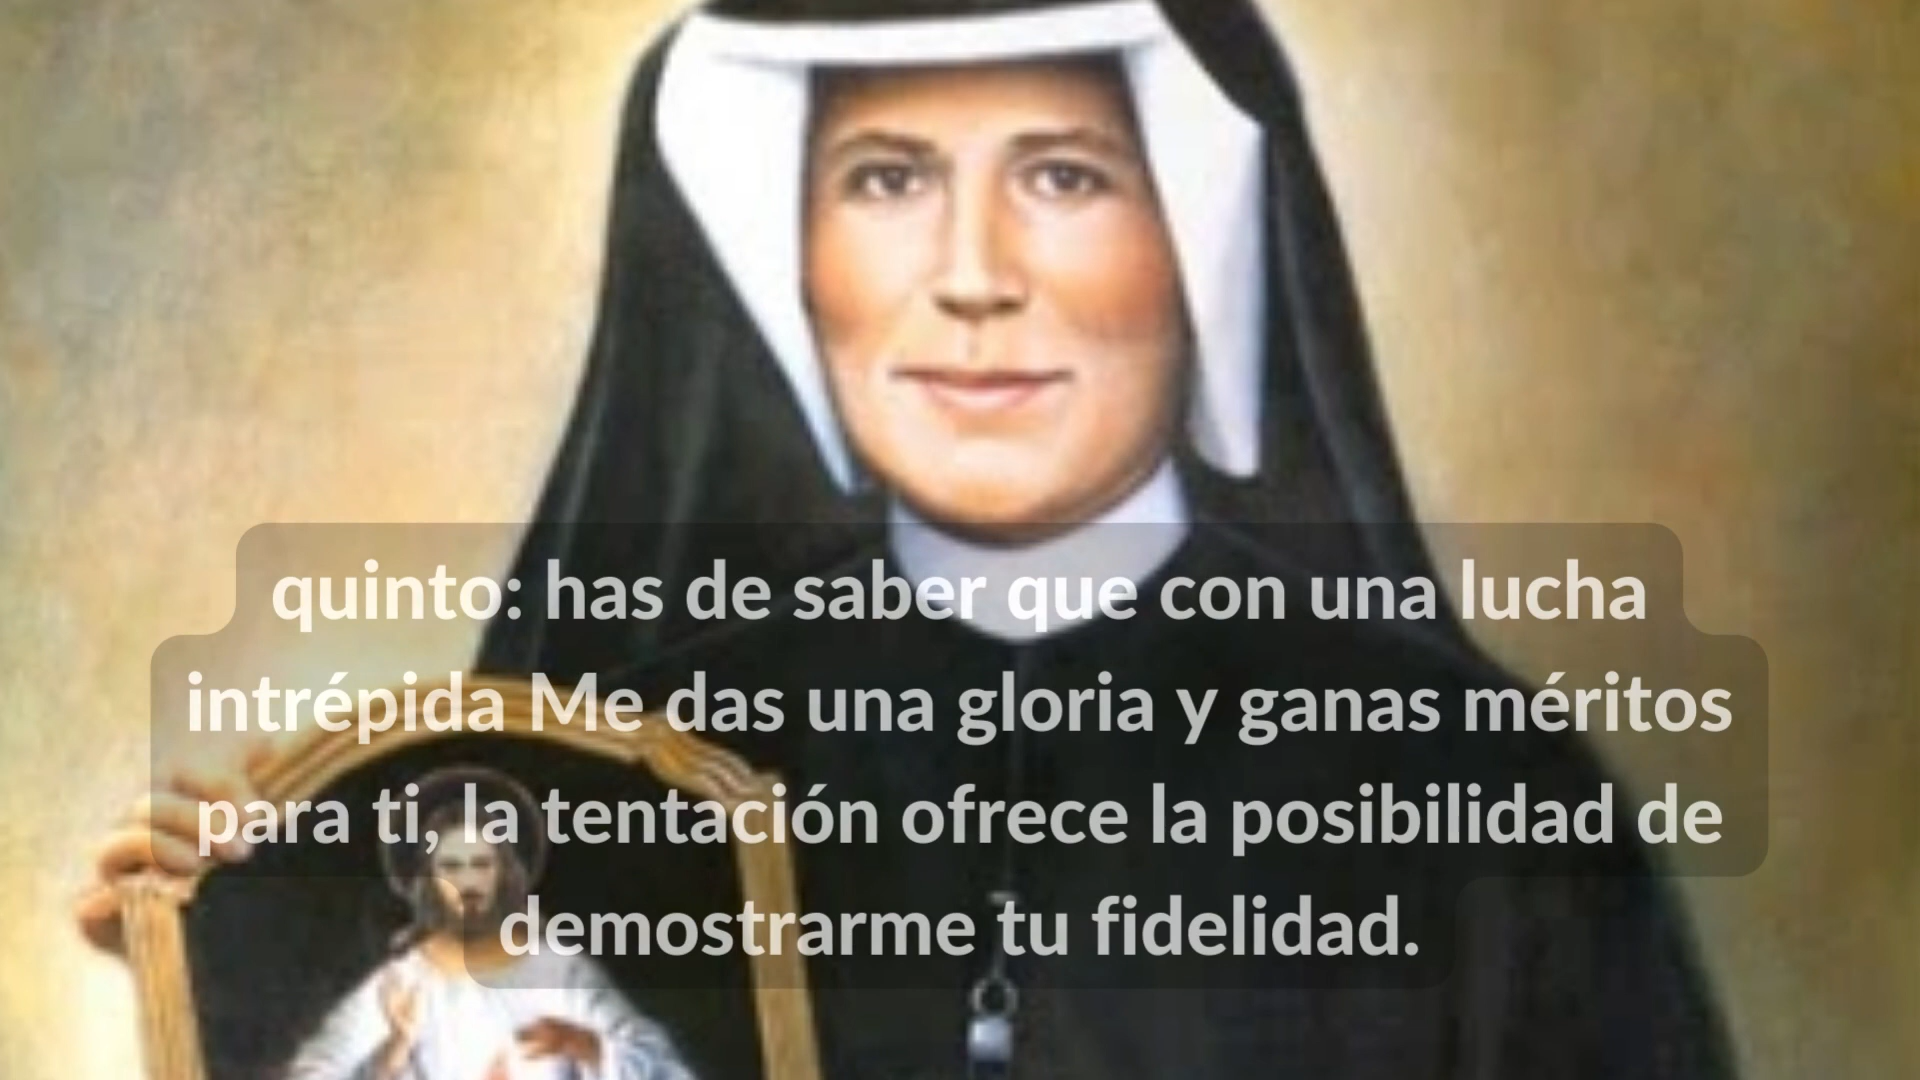 quinto: has de saber que con una lucha
intrépida Me das una gloria y ganas méritos
para ti, la tentación ofrece la posibilidad de
demostrarme tu fidelidad.